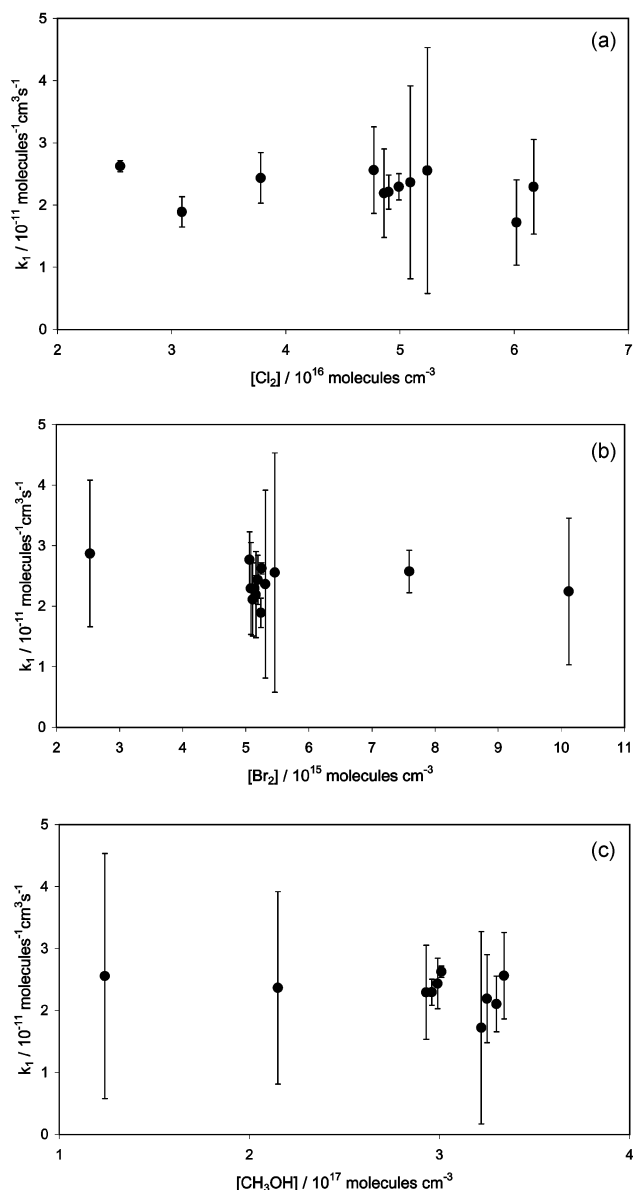 (a)
5
4
3
2
1
0
k₁ / 10⁻¹¹ molecules⁻¹cm³s⁻¹
2 3 4 5 6 7
[Cl₂] / 10¹⁶ molecules cm⁻³
(b)
5
4
3
2
1
0
k₁ / 10⁻¹¹ molecules⁻¹cm³s⁻¹
2 3 4 5 6 7 8 9 10 11
[Br₂] / 10¹⁵ molecules cm⁻³
(c)
5
4
3
2
1
0
k₁ / 10⁻¹¹ molecules⁻¹cm³s⁻¹
1 2 3 4
[CH₃OH] / 10¹⁷ molecules cm⁻³